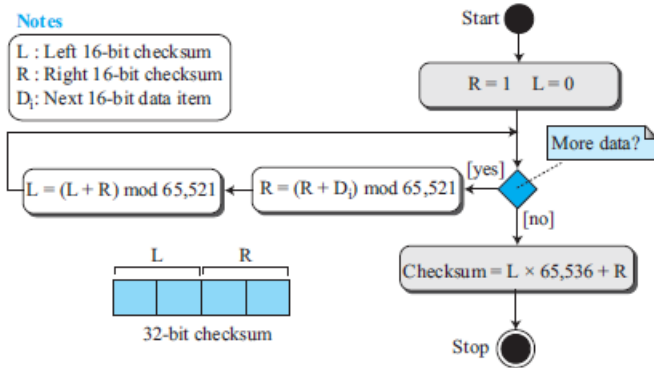 Notes
L : Left 16-bit checksum
R : Right 16-bit checksum
Di: Next 16-bit data item
Start
R = 1 L = 0
More data?
[yes]
L = (L + R) mod 65,521
R = (R + Di) mod 65,521
[no]
L R
Checksum = L × 65,536 + R
32-bit checksum
Stop